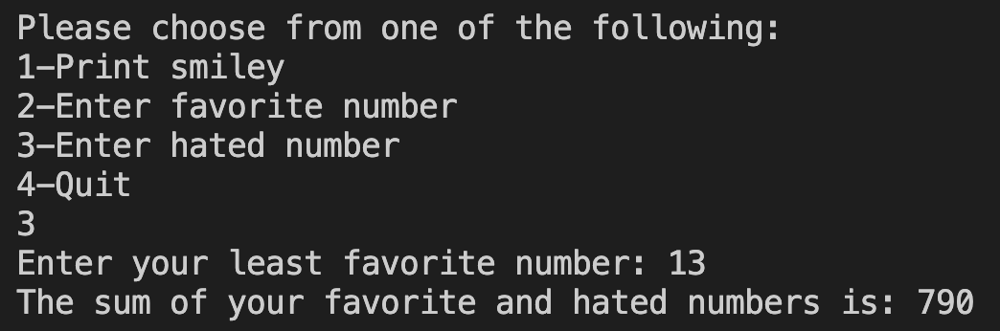 Please choose from one of the following:
1-Print smiley
2-Enter favorite number
3-Enter hated number
4-Quit
3
Enter your least favorite number: 13
The sum of your favorite and hated numbers is: 790